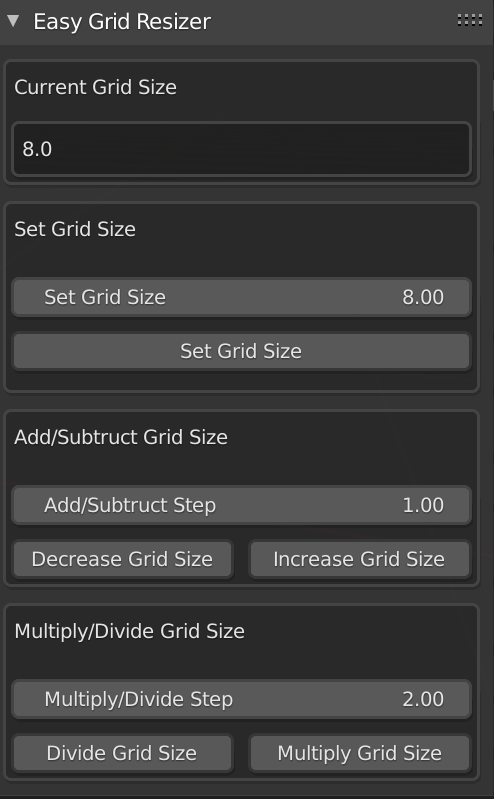 Easy Grid Resizer
Current Grid Size
8.0
Set Grid Size
Set Grid Size 8.00
Set Grid Size
Add/Subtruct Grid Size
Add/Subtruct Step 1.00
Decrease Grid Size Increase Grid Size
Multiply/Divide Grid Size
Multiply/Divide Step 2.00
Divide Grid Size Multiply Grid Size